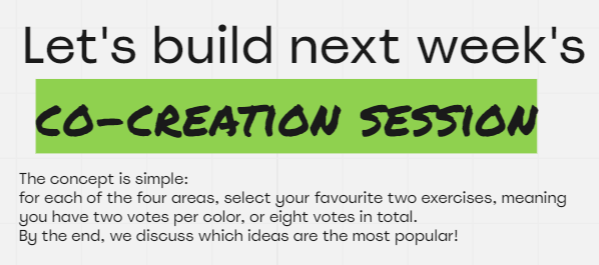 Let's build next week's
CO-CREATION SESSION
The concept is simple:
for each of the four areas, select your favourite two exercises, meaning
you have two votes per color, or eight votes in total.
By the end, we discuss which ideas are the most popular!